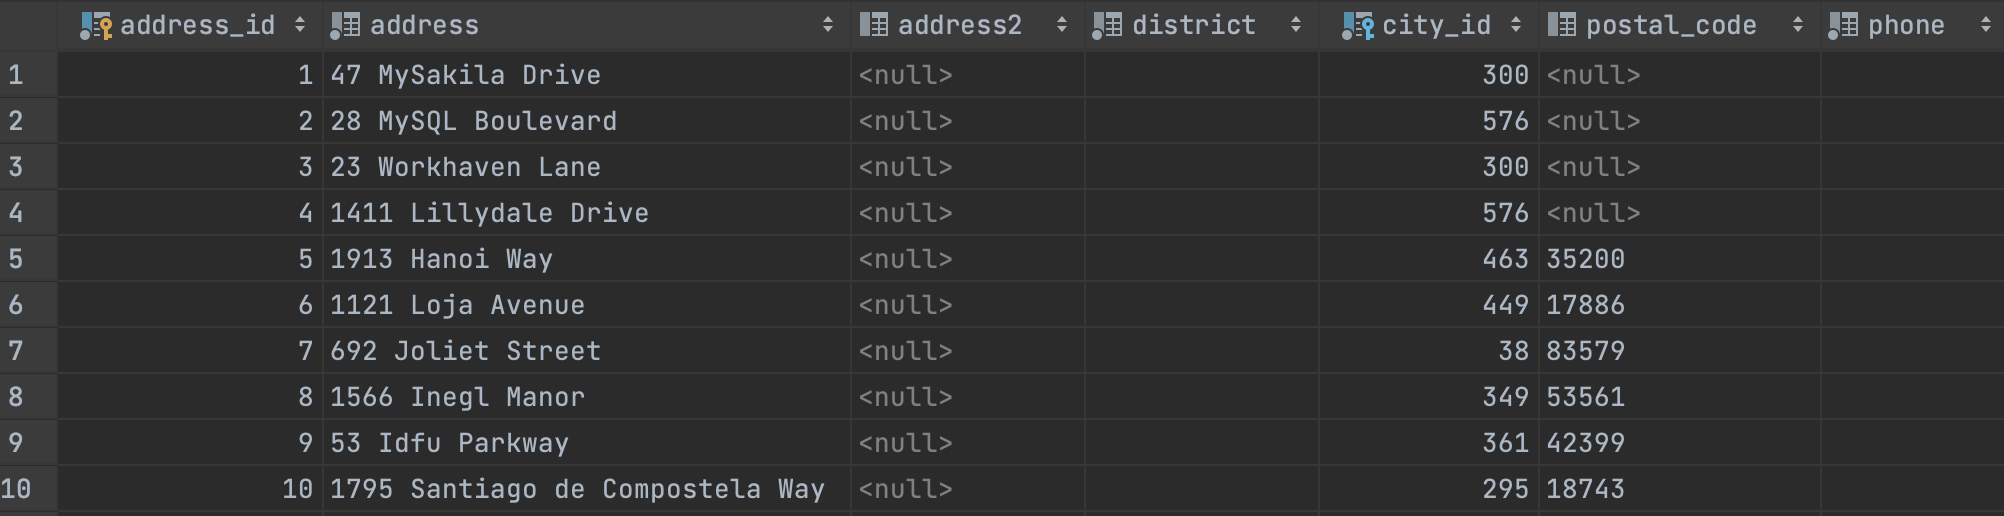 address_id address address2 district city_id postal_code phone
1 1 47 MySakila Drive <null> 300 <null>
2 2 28 MySQL Boulevard <null> 576 <null>
3 3 23 Workhaven Lane <null> 300 <null>
4 4 1411 Lillydale Drive <null> 576 <null>
5 5 1913 Hanoi Way <null> 463 35200
6 6 1121 Loja Avenue <null> 449 17886
7 7 692 Joliet Street <null> 38 83579
8 8 1566 Inegl Manor <null> 349 53561
9 9 53 Idfu Parkway <null> 361 42399
10 10 1795 Santiago de Compostela Way <null> 295 18743